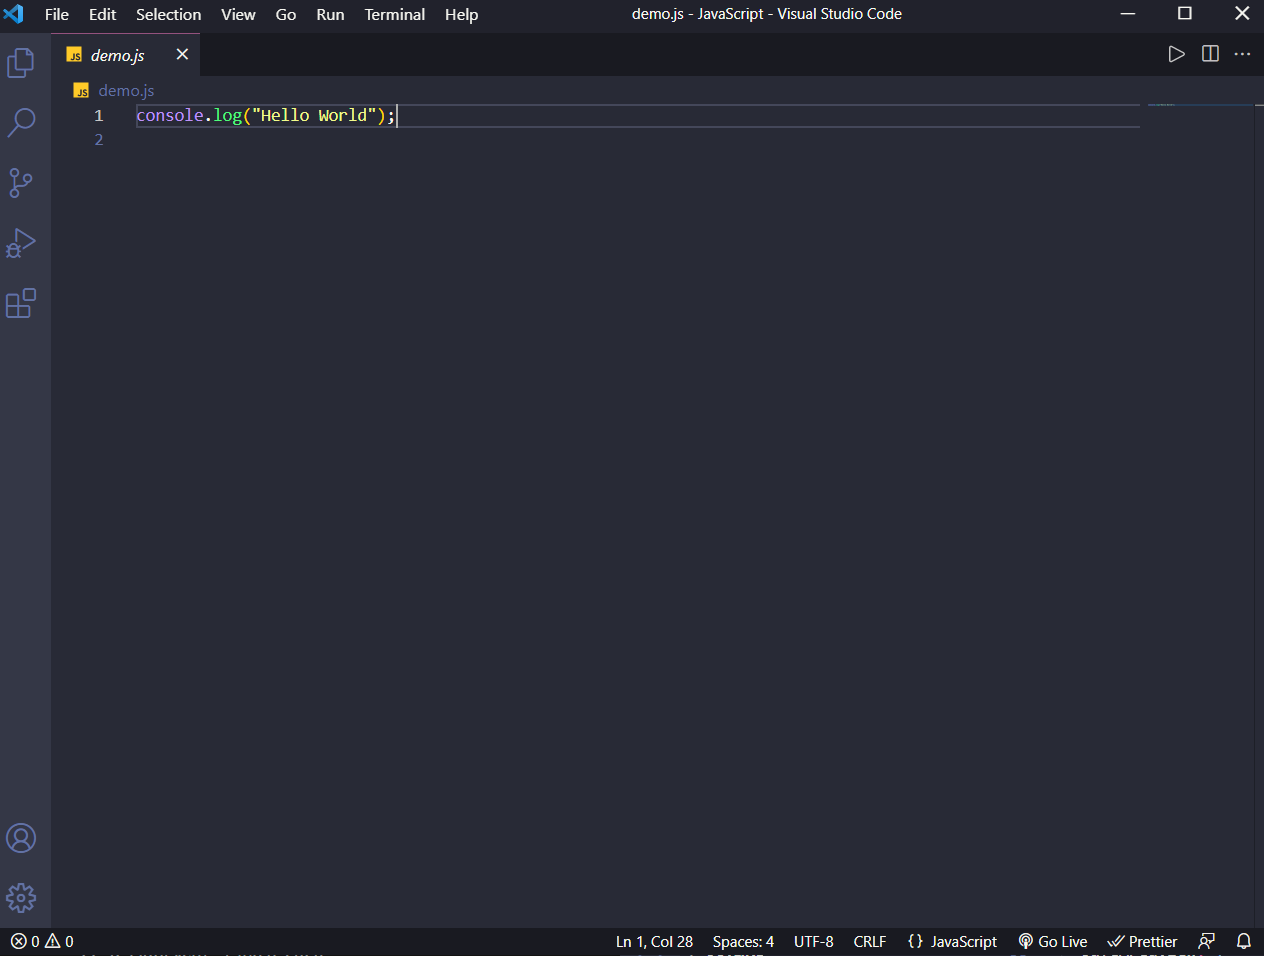 File Edit Selection View Go Run Terminal Help demo.js - JavaScript - Visual Studio Code
JS demo.js
JS demo.js
1 console.log("Hello World");
2
0 0 Ln 1, Col 28 Spaces: 4 UTF-8 CRLF {} JavaScript Go Live Prettier